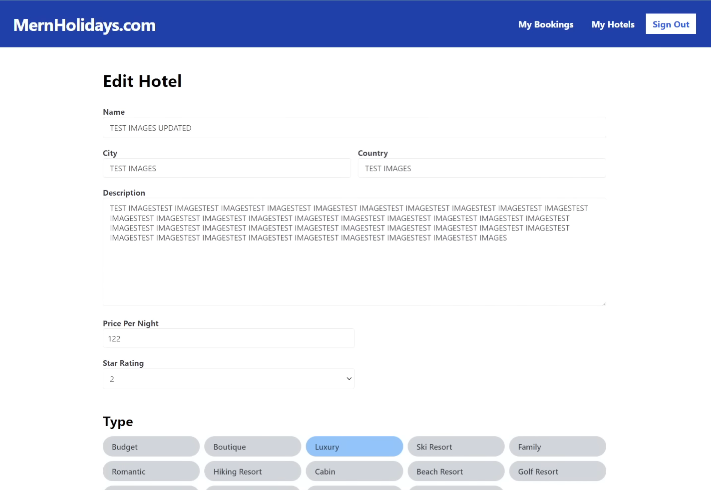 MernHolidays.com
My Bookings
My Hotels
Sign Out
Edit Hotel
Name
TEST IMAGES UPDATED
City
Country
TEST IMAGES
TEST IMAGES
Description
TEST IMAGESTEST IMAGESTEST IMAGESTEST IMAGESTEST IMAGESTEST IMAGESTEST IMAGESTEST IMAGESTEST IMAGESTEST IMAGESTEST
IMAGESTEST IMAGESTEST IMAGESTEST IMAGESTEST IMAGESTEST IMAGESTEST IMAGESTEST IMAGESTEST IMAGESTEST IMAGESTEST
IMAGESTEST IMAGESTEST IMAGESTEST IMAGESTEST IMAGESTEST IMAGESTEST IMAGESTEST IMAGESTEST IMAGESTEST IMAGESTEST
IMAGESTEST IMAGESTEST IMAGESTEST IMAGESTEST IMAGESTEST IMAGESTEST IMAGESTEST IMAGESTEST IMAGES
Price Per Night
122
Star Rating
2
Type
Budget
Boutique
Luxury
Ski Resort
Family
Romantic
Hiking Resort
Cabin
Beach Resort
Golf Resort